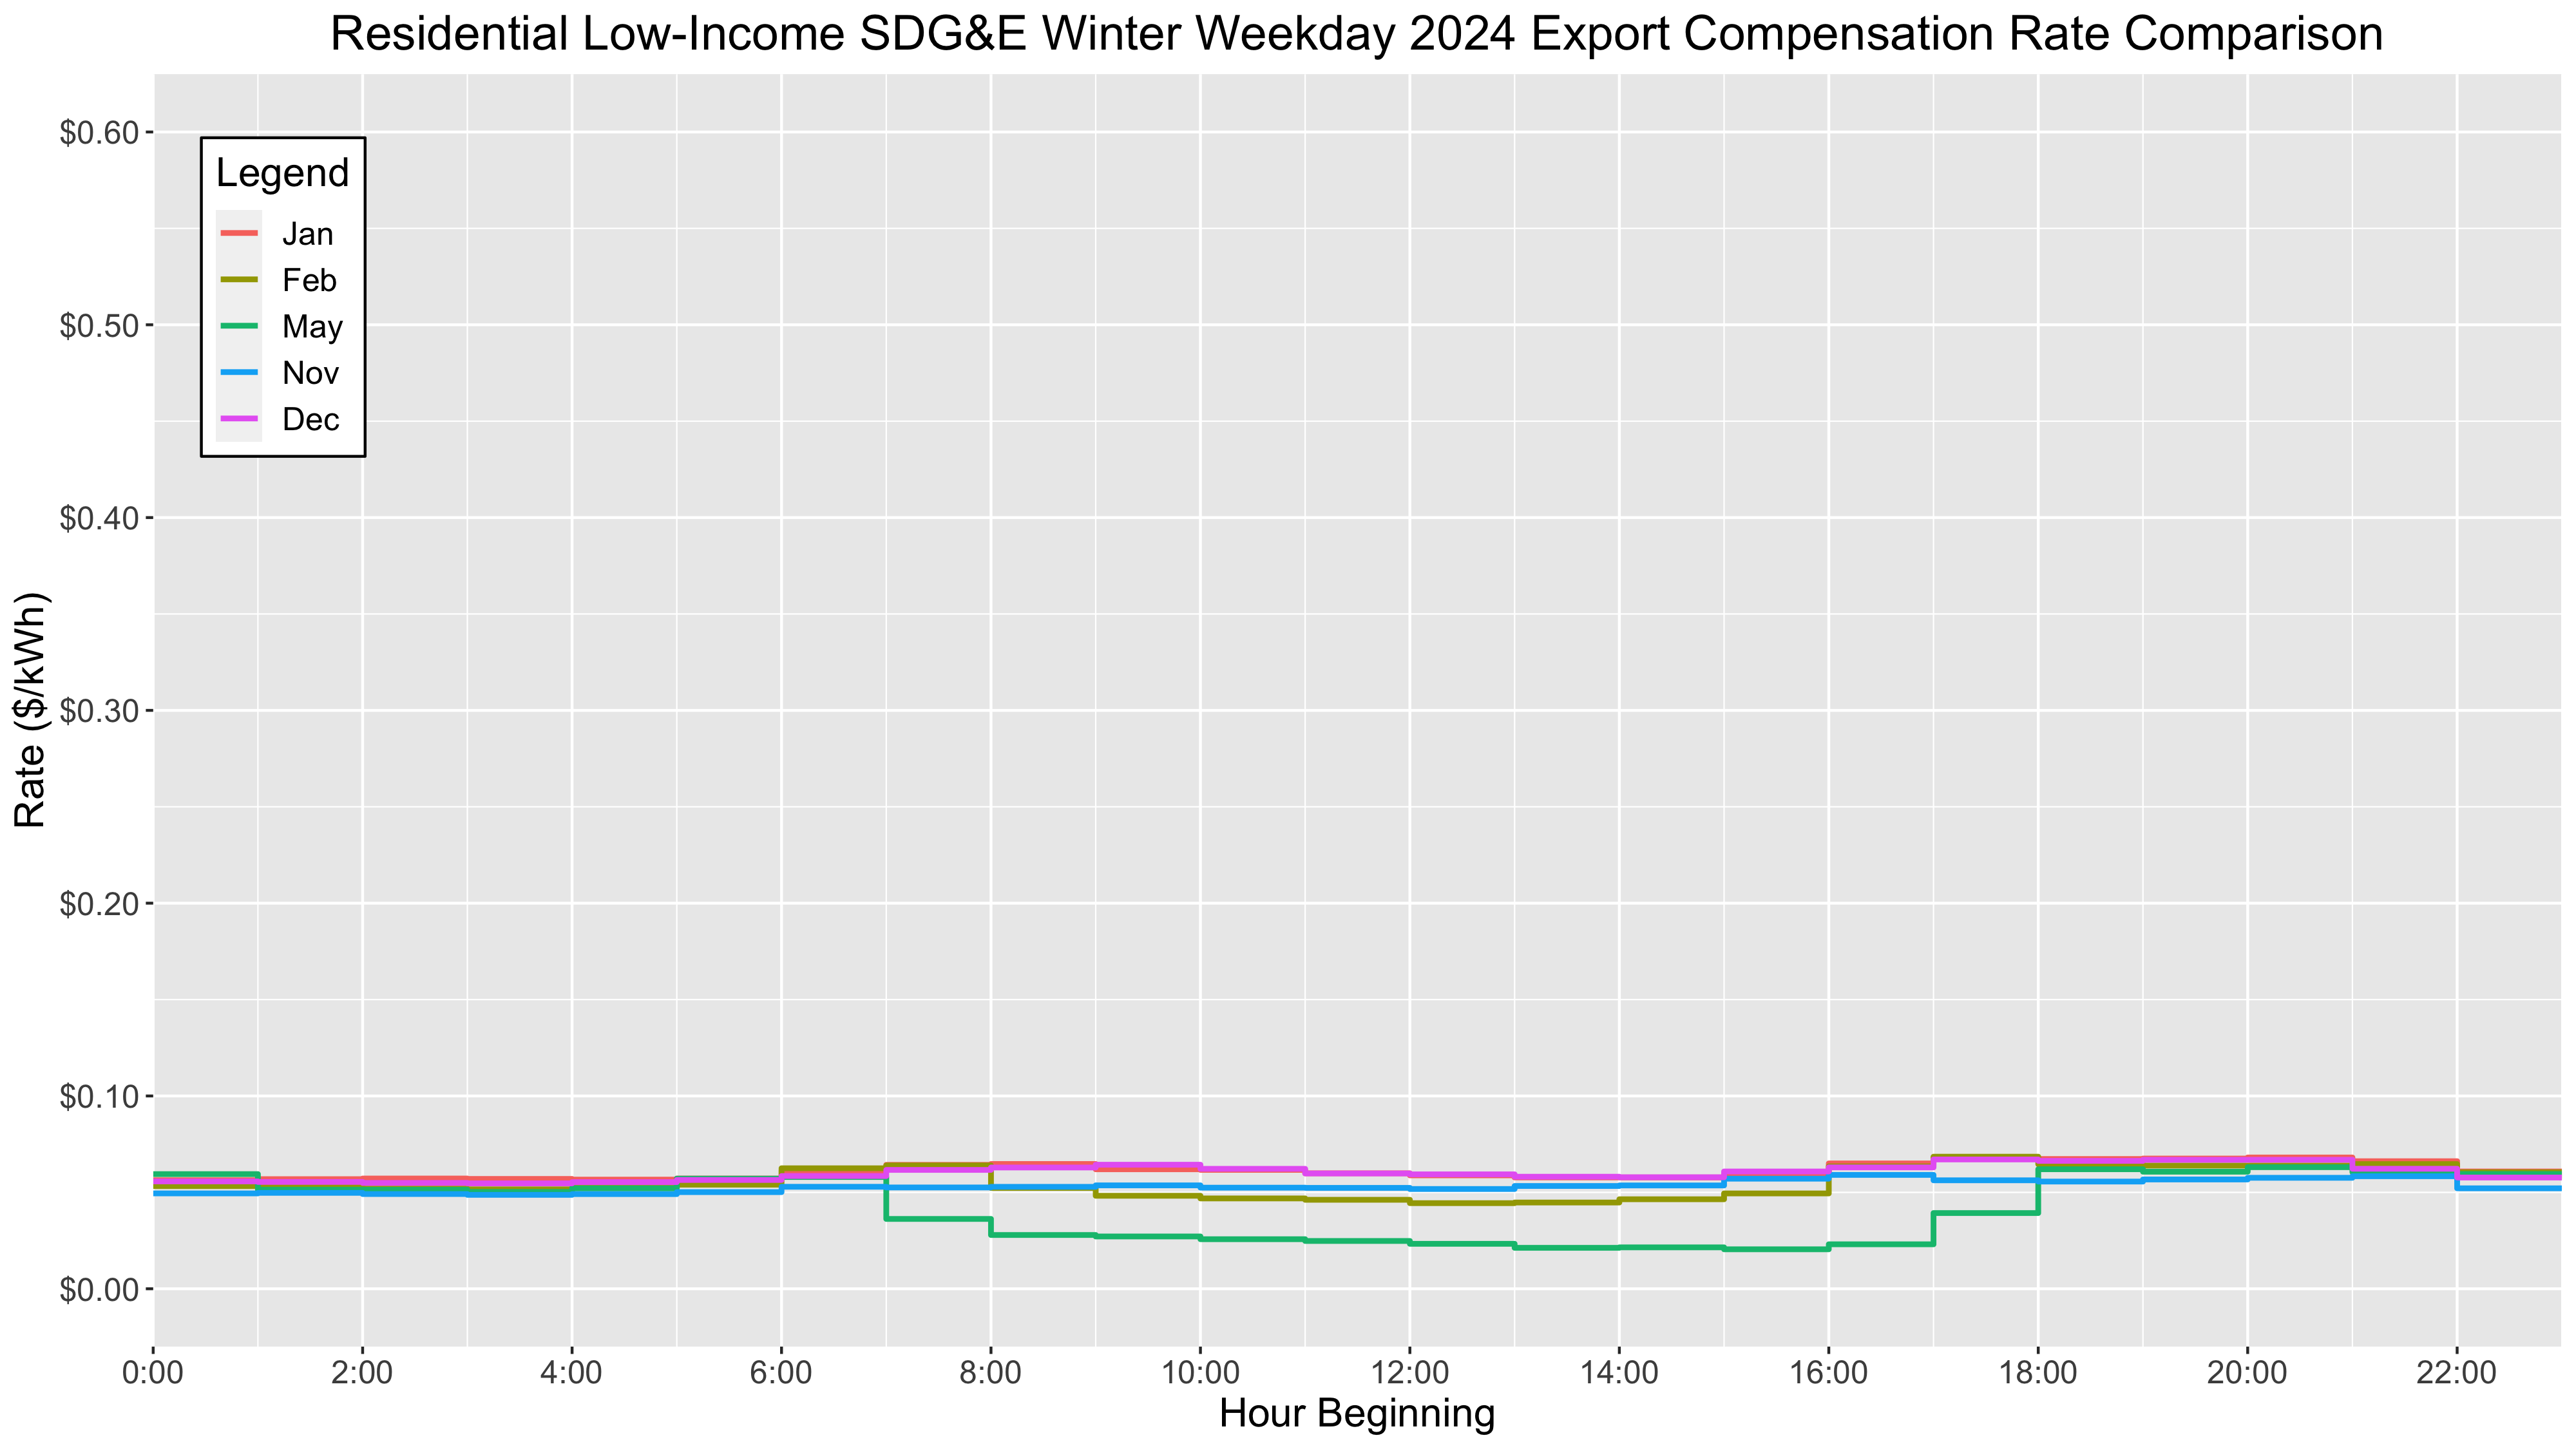 Residential Low-Income SDG&E Winter Weekday 2024 Export Compensation Rate Comparison
$0.60
$0.50
$0.40
$0.30
$0.20
$0.10
$0.00
Rate ($/kWh)
Legend
Jan
Feb
May
Nov
Dec
0:00 2:00 4:00 6:00 8:00 10:00 12:00 14:00 16:00 18:00 20:00 22:00
Hour Beginning